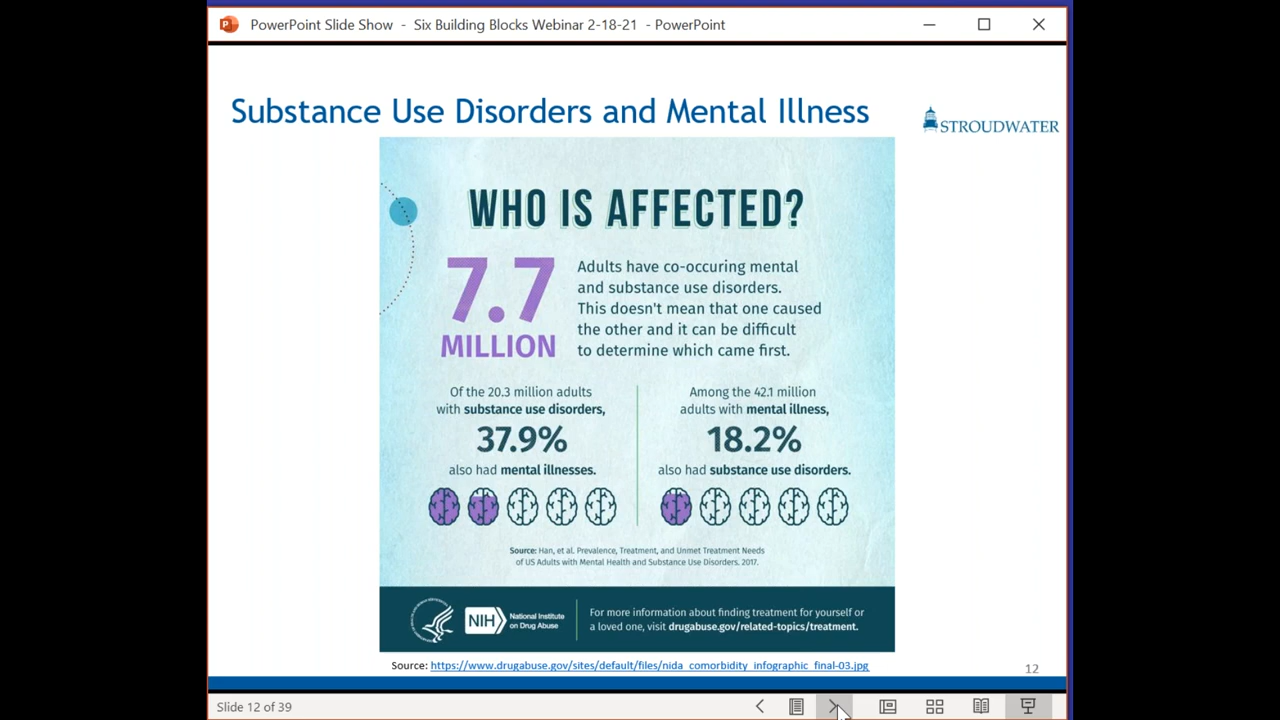 PowerPoint Slide Show - Six Building Blocks Webinar 2-18-21 - PowerPoint
Substance Use Disorders and Mental Illness
STROUDWATER
WHO IS AFFECTED?
7.7
MILLION
Adults have co-occuring mental
and substance use disorders.
This doesn't mean that one caused
the other and it can be difficult
to determine which came first.
Of the 20.3 million adults
with substance use disorders,
37.9%
also had mental illnesses.
Among the 42.1 million
adults with mental illness,
18.2%
also had substance use disorders.
Source: Han, et al. Prevalence, Treatment, and Unmet Treatment Needs
of US Adults with Mental Health and Substance Use Disorders. 2017.
NIH
National Institute
on Drug Abuse
For more information about finding treatment for yourself or
a loved one, visit drugabuse.gov/related-topics/treatment.
Source: https://www.drugabuse.gov/sites/default/files/nida_comorbidity_infographic_final-03.jpg
12
Slide 12 of 39